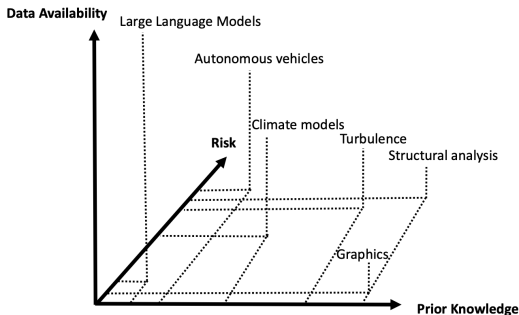 Data Availability
Large Language Models
Autonomous vehicles
Climate models
Risk
Turbulence
Structural analysis
Graphics
Prior Knowledge